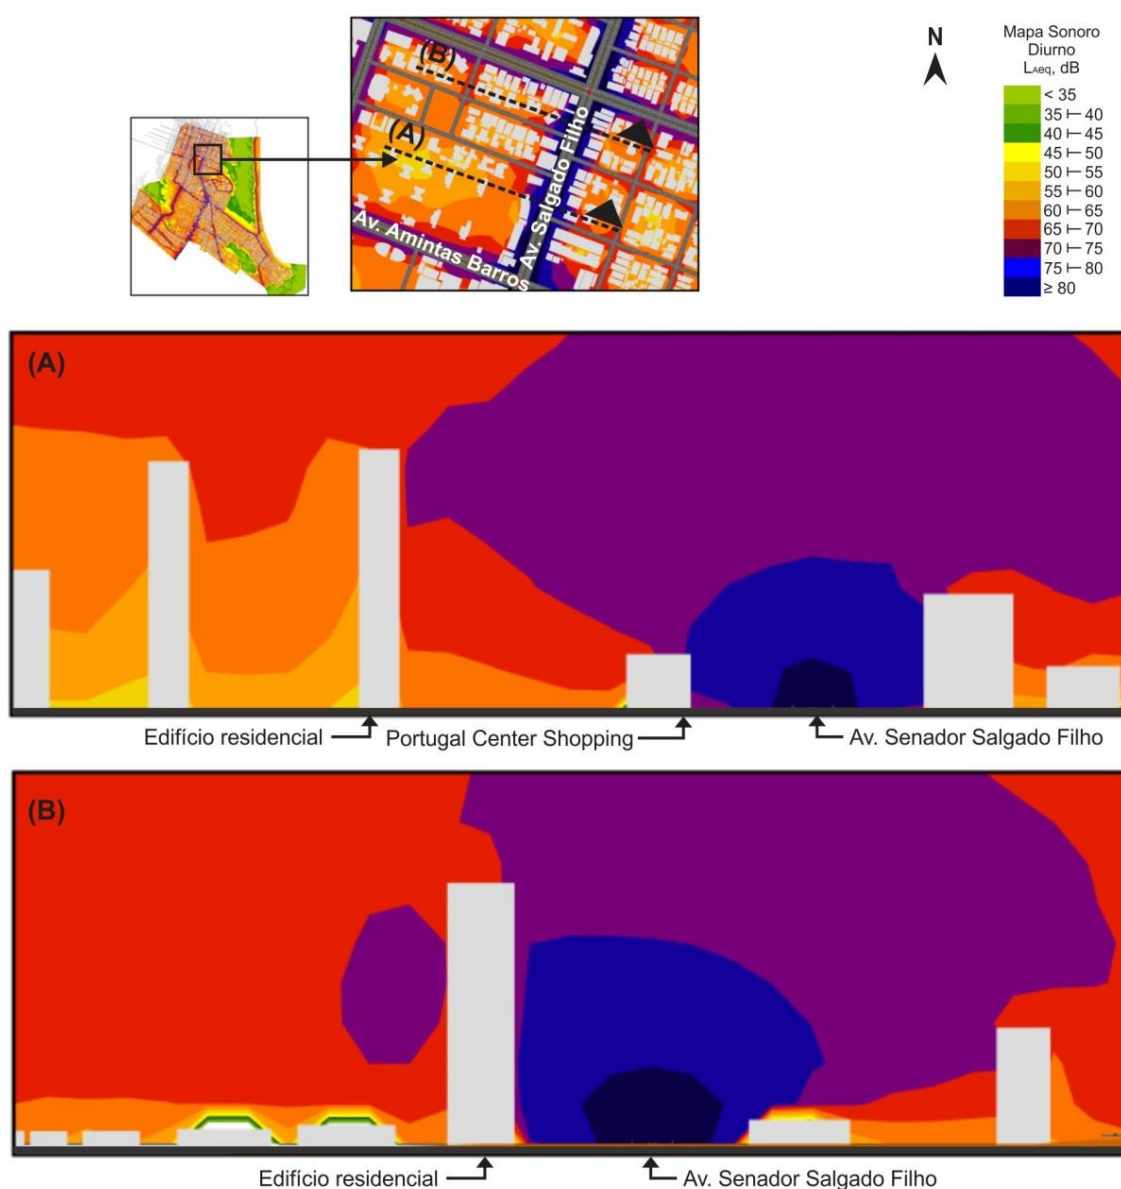 N
Mapa Sonoro
Diurno
LAeq, dB
< 35
35 ⊢ 40
40 ⊢ 45
45 ⊢ 50
50 ⊢ 55
55 ⊢ 60
60 ⊢ 65
65 ⊢ 70
70 ⊢ 75
75 ⊢ 80
≥ 80
(B)
(A)
Av. Salgado Filho
Av. Amintas Barros
(A)
Edifício residencial
Portugal Center Shopping
Av. Senador Salgado Filho
(B)
Edifício residencial
Av. Senador Salgado Filho